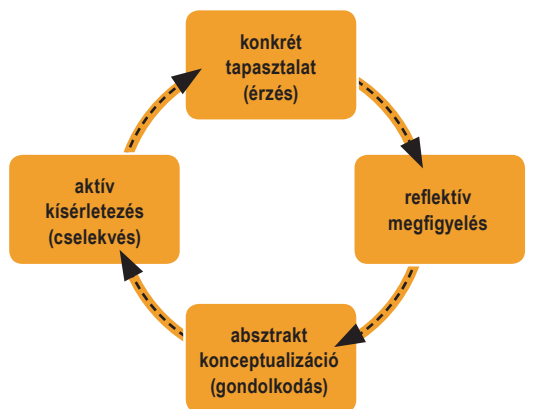 konkrét
tapasztalat
(érzés)
reflektív
megfigyelés
absztrakt
konceptualizáció
(gondolkodás)
aktív
kísérletezés
(cselekvés)